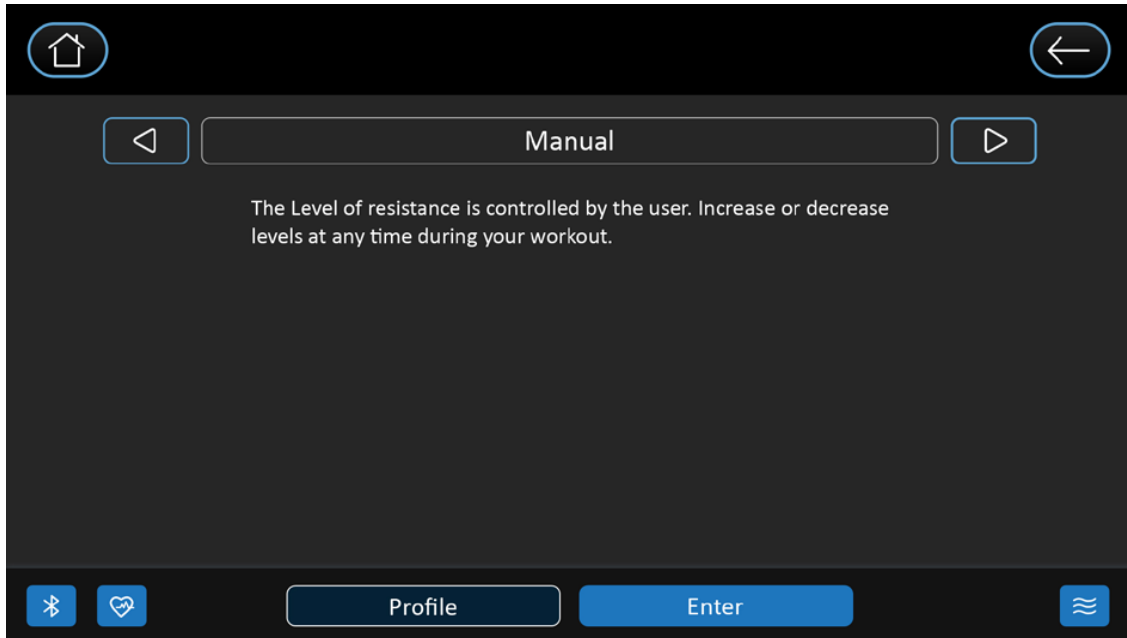 Manual
The Level of resistance is controlled by the user. Increase or decrease
levels at any time during your workout.
Profile
Enter